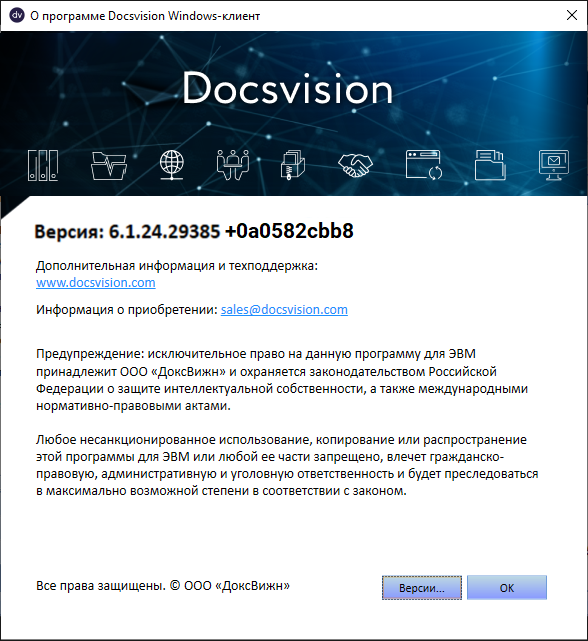 dv О программе Docsvision Windows-клиент
Docsvision
Версия: 6.1.24.29385 +0a0582cbb8
Дополнительная информация и техподдержка:
www.docsvision.com
Информация о приобретении: sales@docsvision.com
Предупреждение: исключительное право на данную программу для ЭВМ
принадлежит ООО «ДоксВижн» и охраняется законодательством Российской
Федерации о защите интеллектуальной собственности, а также международными
нормативно-правовыми актами.
Любое несанкционированное использование, копирование или распространение
этой программы для ЭВМ или любой ее части запрещено, влечет гражданско-
правовую, административную и уголовную ответственность и будет преследоваться
в максимально возможной степени в соответствии с законом.
Все права защищены. © ООО «ДоксВижн»
Версии...
OK